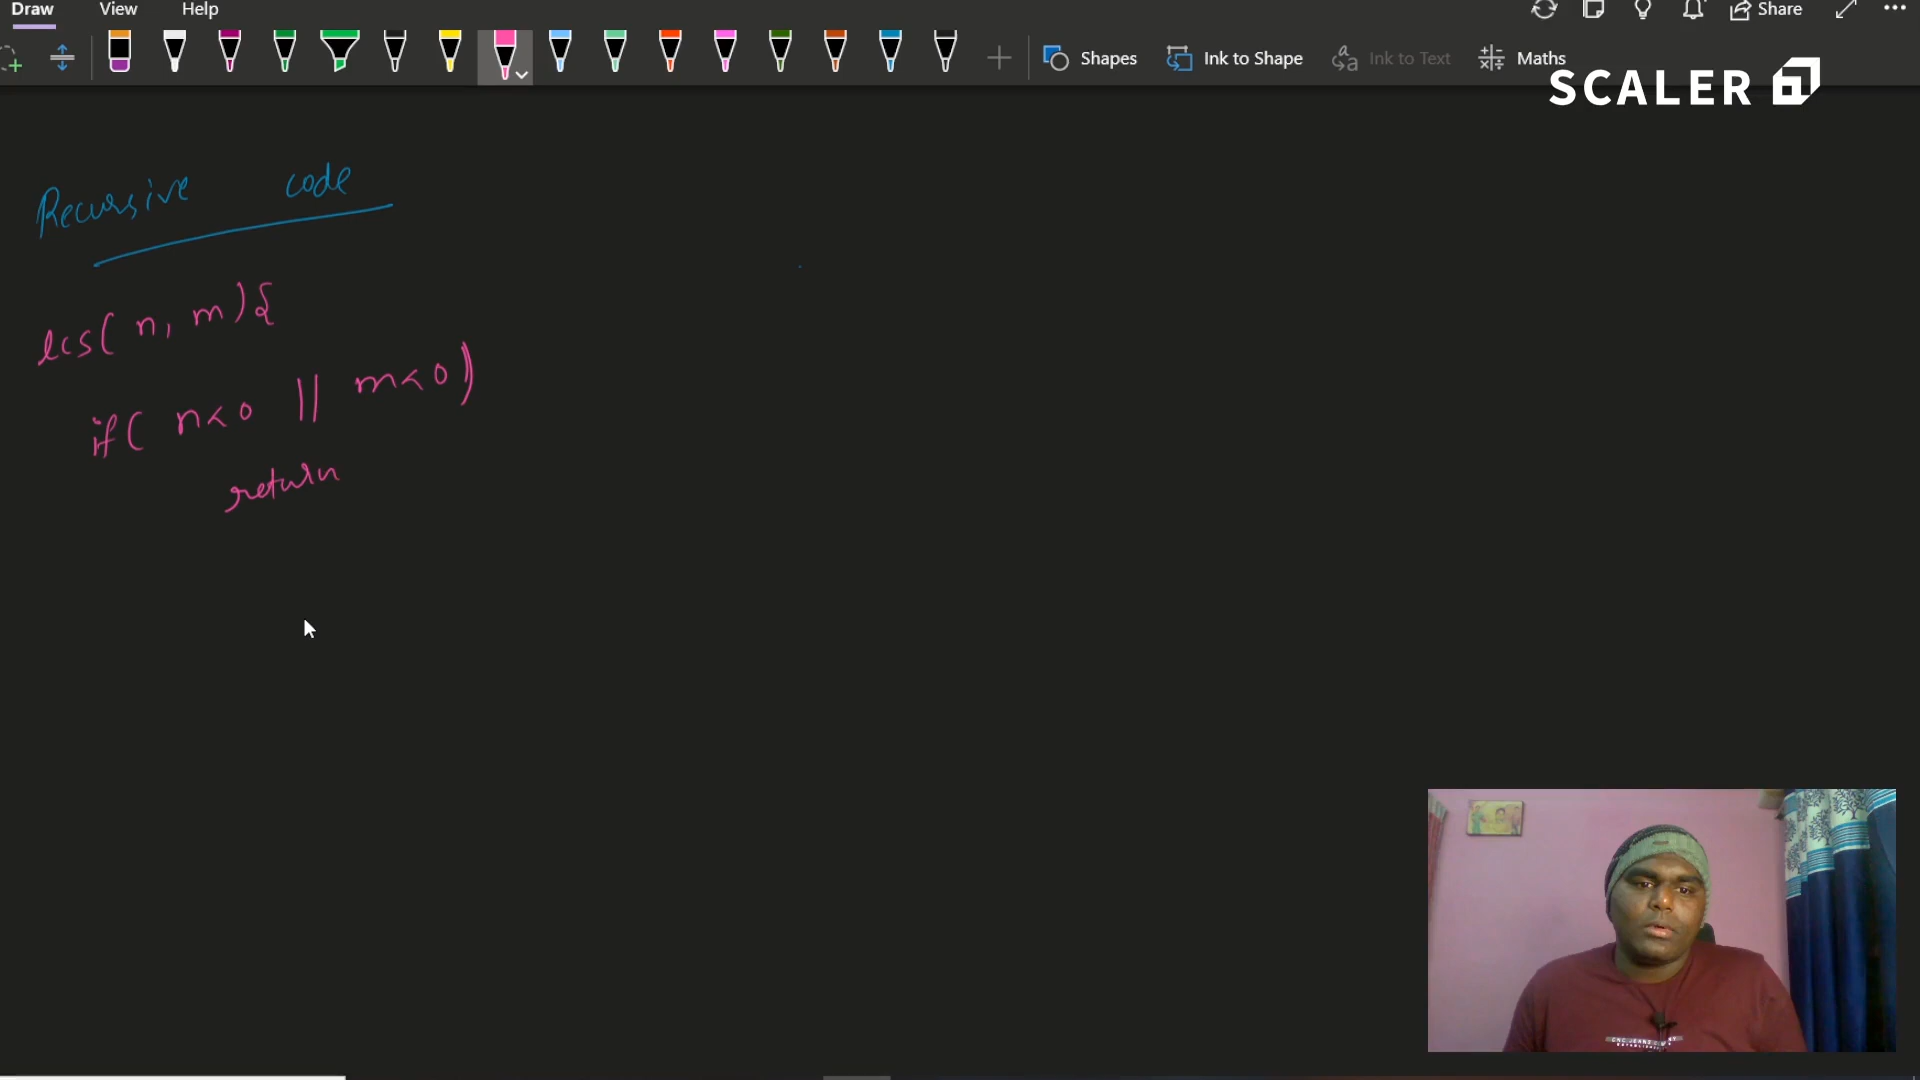 Draw View Help Share
Shapes Ink to Shape Ink to Text Maths
SCALER
Recursive code
lcs( n, m){
if( n<0 || m<0)
return